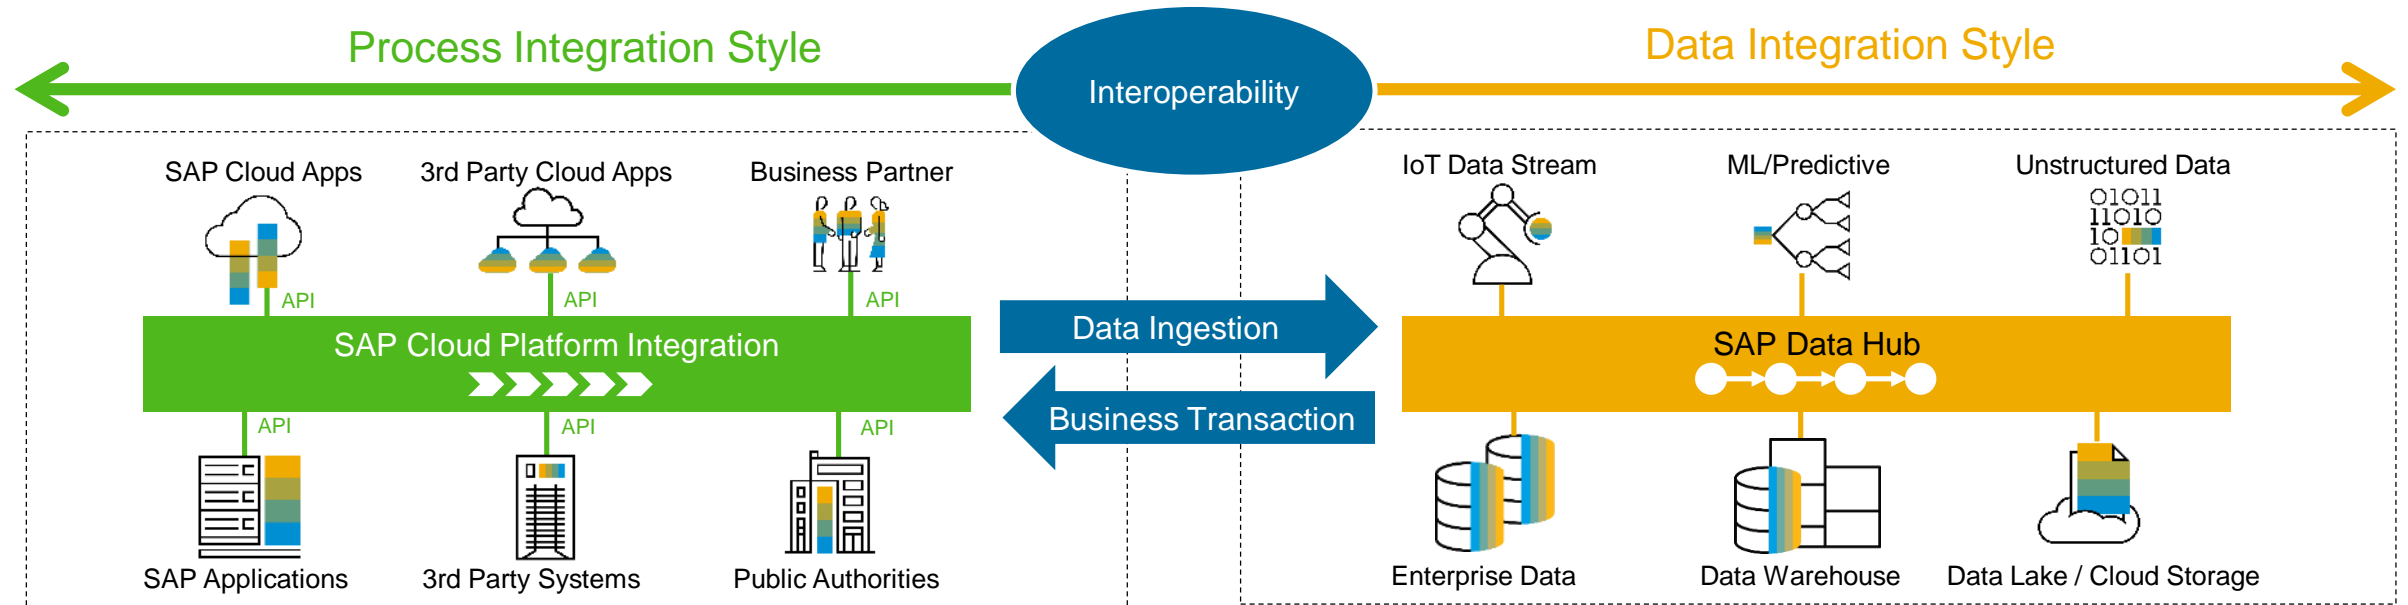 Process Integration Style
Interoperability
Data Integration Style
SAP Cloud Apps
3rd Party Cloud Apps
Business Partner
IoT Data Stream
ML/Predictive
Unstructured Data
01011
11010
10
01101
API
API
API
SAP Cloud Platform Integration
Data Ingestion
SAP Data Hub
Business Transaction
API
API
API
SAP Applications
3rd Party Systems
Public Authorities
Enterprise Data
Data Warehouse
Data Lake / Cloud Storage